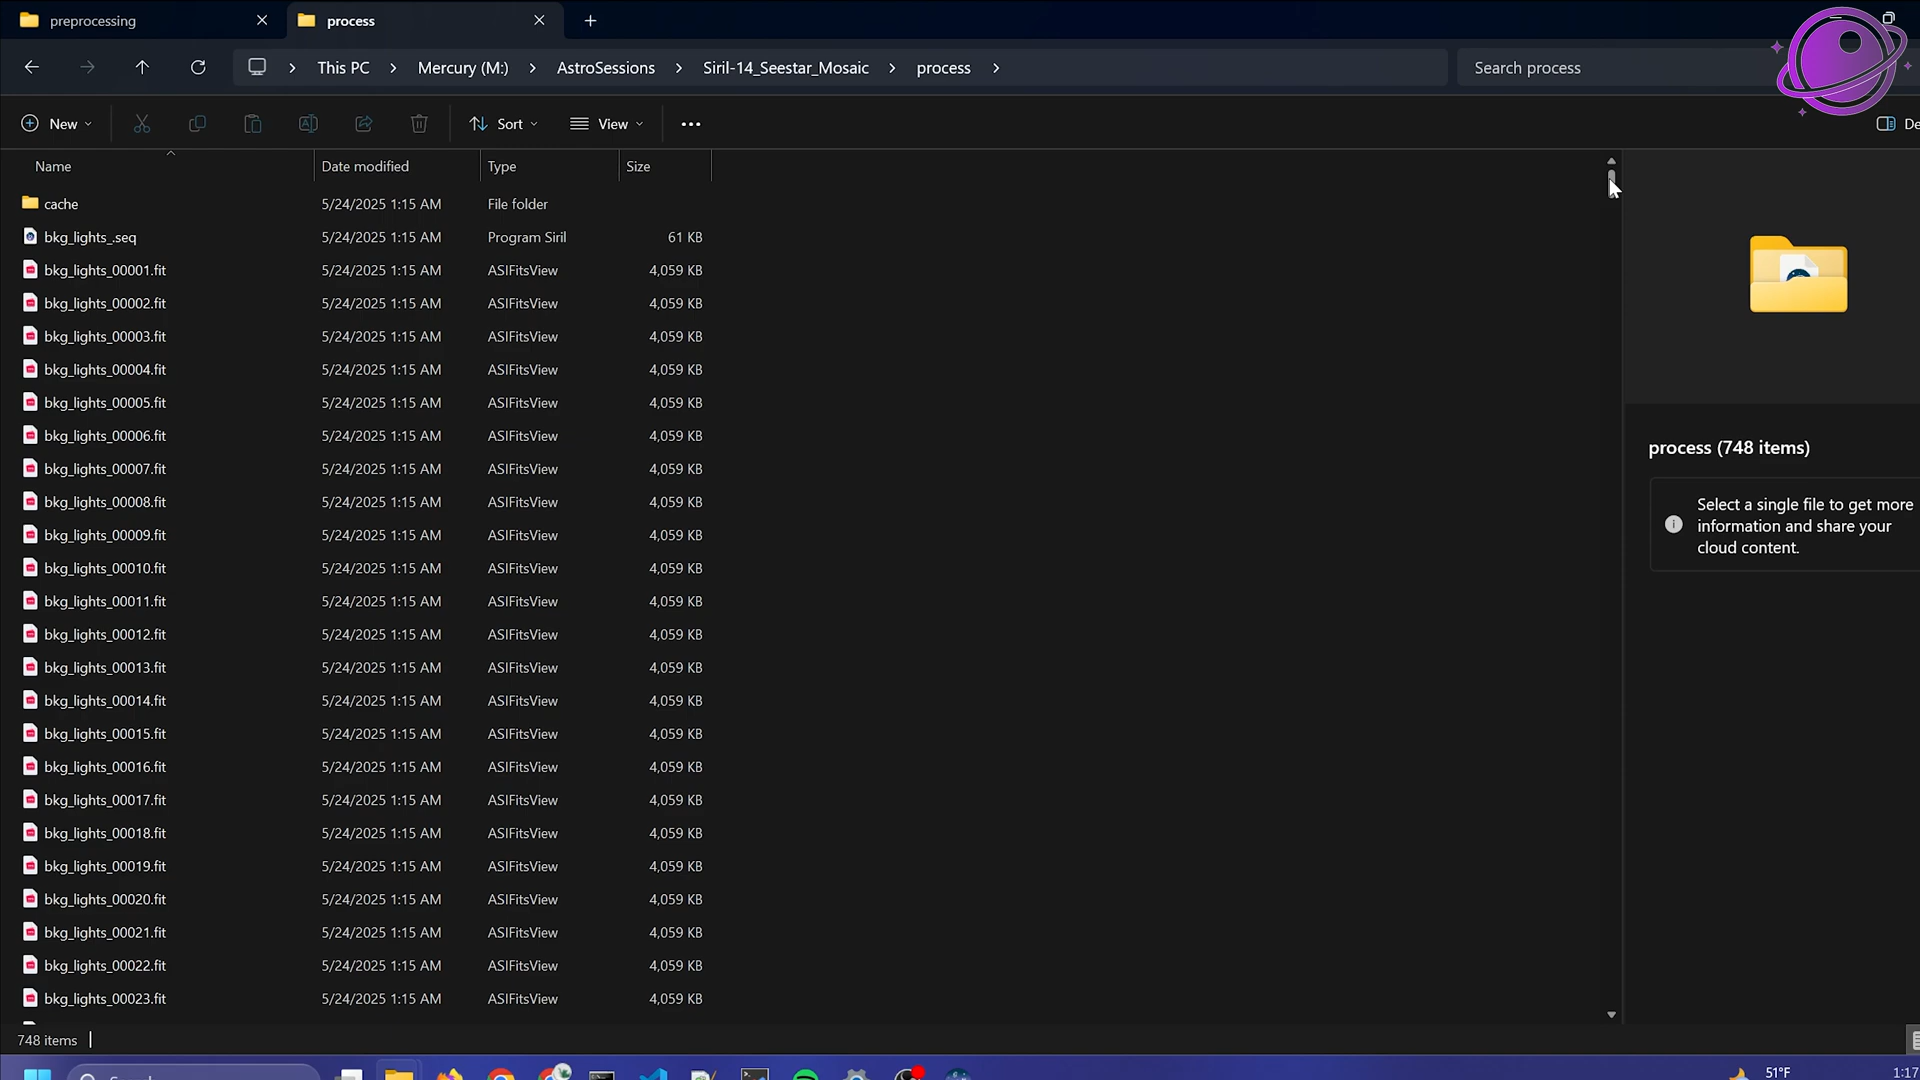 preprocessing
process
This PC
Mercury (M:)
AstroSessions
Siril-14_Seestar_Mosaic
process
Search process
New
Sort
View
Name
Date modified
Type
Size
cache 5/24/2025 1:15 AM File folder
bkg_lights_.seq 5/24/2025 1:15 AM Program Siril 61 KB
bkg_lights_00001.fit 5/24/2025 1:15 AM ASIFitsView 4,059 KB
bkg_lights_00002.fit 5/24/2025 1:15 AM ASIFitsView 4,059 KB
bkg_lights_00003.fit 5/24/2025 1:15 AM ASIFitsView 4,059 KB
bkg_lights_00004.fit 5/24/2025 1:15 AM ASIFitsView 4,059 KB
bkg_lights_00005.fit 5/24/2025 1:15 AM ASIFitsView 4,059 KB
bkg_lights_00006.fit 5/24/2025 1:15 AM ASIFitsView 4,059 KB
bkg_lights_00007.fit 5/24/2025 1:15 AM ASIFitsView 4,059 KB
bkg_lights_00008.fit 5/24/2025 1:15 AM ASIFitsView 4,059 KB
bkg_lights_00009.fit 5/24/2025 1:15 AM ASIFitsView 4,059 KB
bkg_lights_00010.fit 5/24/2025 1:15 AM ASIFitsView 4,059 KB
bkg_lights_00011.fit 5/24/2025 1:15 AM ASIFitsView 4,059 KB
bkg_lights_00012.fit 5/24/2025 1:15 AM ASIFitsView 4,059 KB
bkg_lights_00013.fit 5/24/2025 1:15 AM ASIFitsView 4,059 KB
bkg_lights_00014.fit 5/24/2025 1:15 AM ASIFitsView 4,059 KB
bkg_lights_00015.fit 5/24/2025 1:15 AM ASIFitsView 4,059 KB
bkg_lights_00016.fit 5/24/2025 1:15 AM ASIFitsView 4,059 KB
bkg_lights_00017.fit 5/24/2025 1:15 AM ASIFitsView 4,059 KB
bkg_lights_00018.fit 5/24/2025 1:15 AM ASIFitsView 4,059 KB
bkg_lights_00019.fit 5/24/2025 1:15 AM ASIFitsView 4,059 KB
bkg_lights_00020.fit 5/24/2025 1:15 AM ASIFitsView 4,059 KB
bkg_lights_00021.fit 5/24/2025 1:15 AM ASIFitsView 4,059 KB
bkg_lights_00022.fit 5/24/2025 1:15 AM ASIFitsView 4,059 KB
bkg_lights_00023.fit 5/24/2025 1:15 AM ASIFitsView 4,059 KB
process (748 items)
Select a single file to get more
information and share your
cloud content.
748 items
51°F
1:17